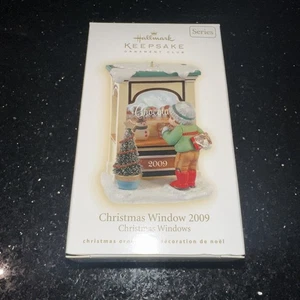 Hallmark
KEEPSAKE
ORNAMENT CLUB
Series
2009
Christmas Window 2009
Christmas Windows
christmas ornament décoration de noël